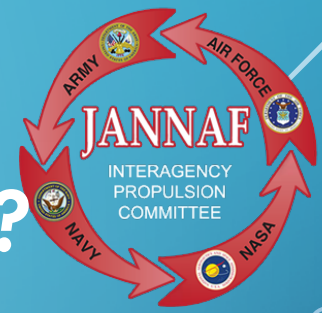 ARMY
AIR FORCE
JANNAF
INTERAGENCY
PROPULSION
COMMITTEE
?
NAVY
NASA